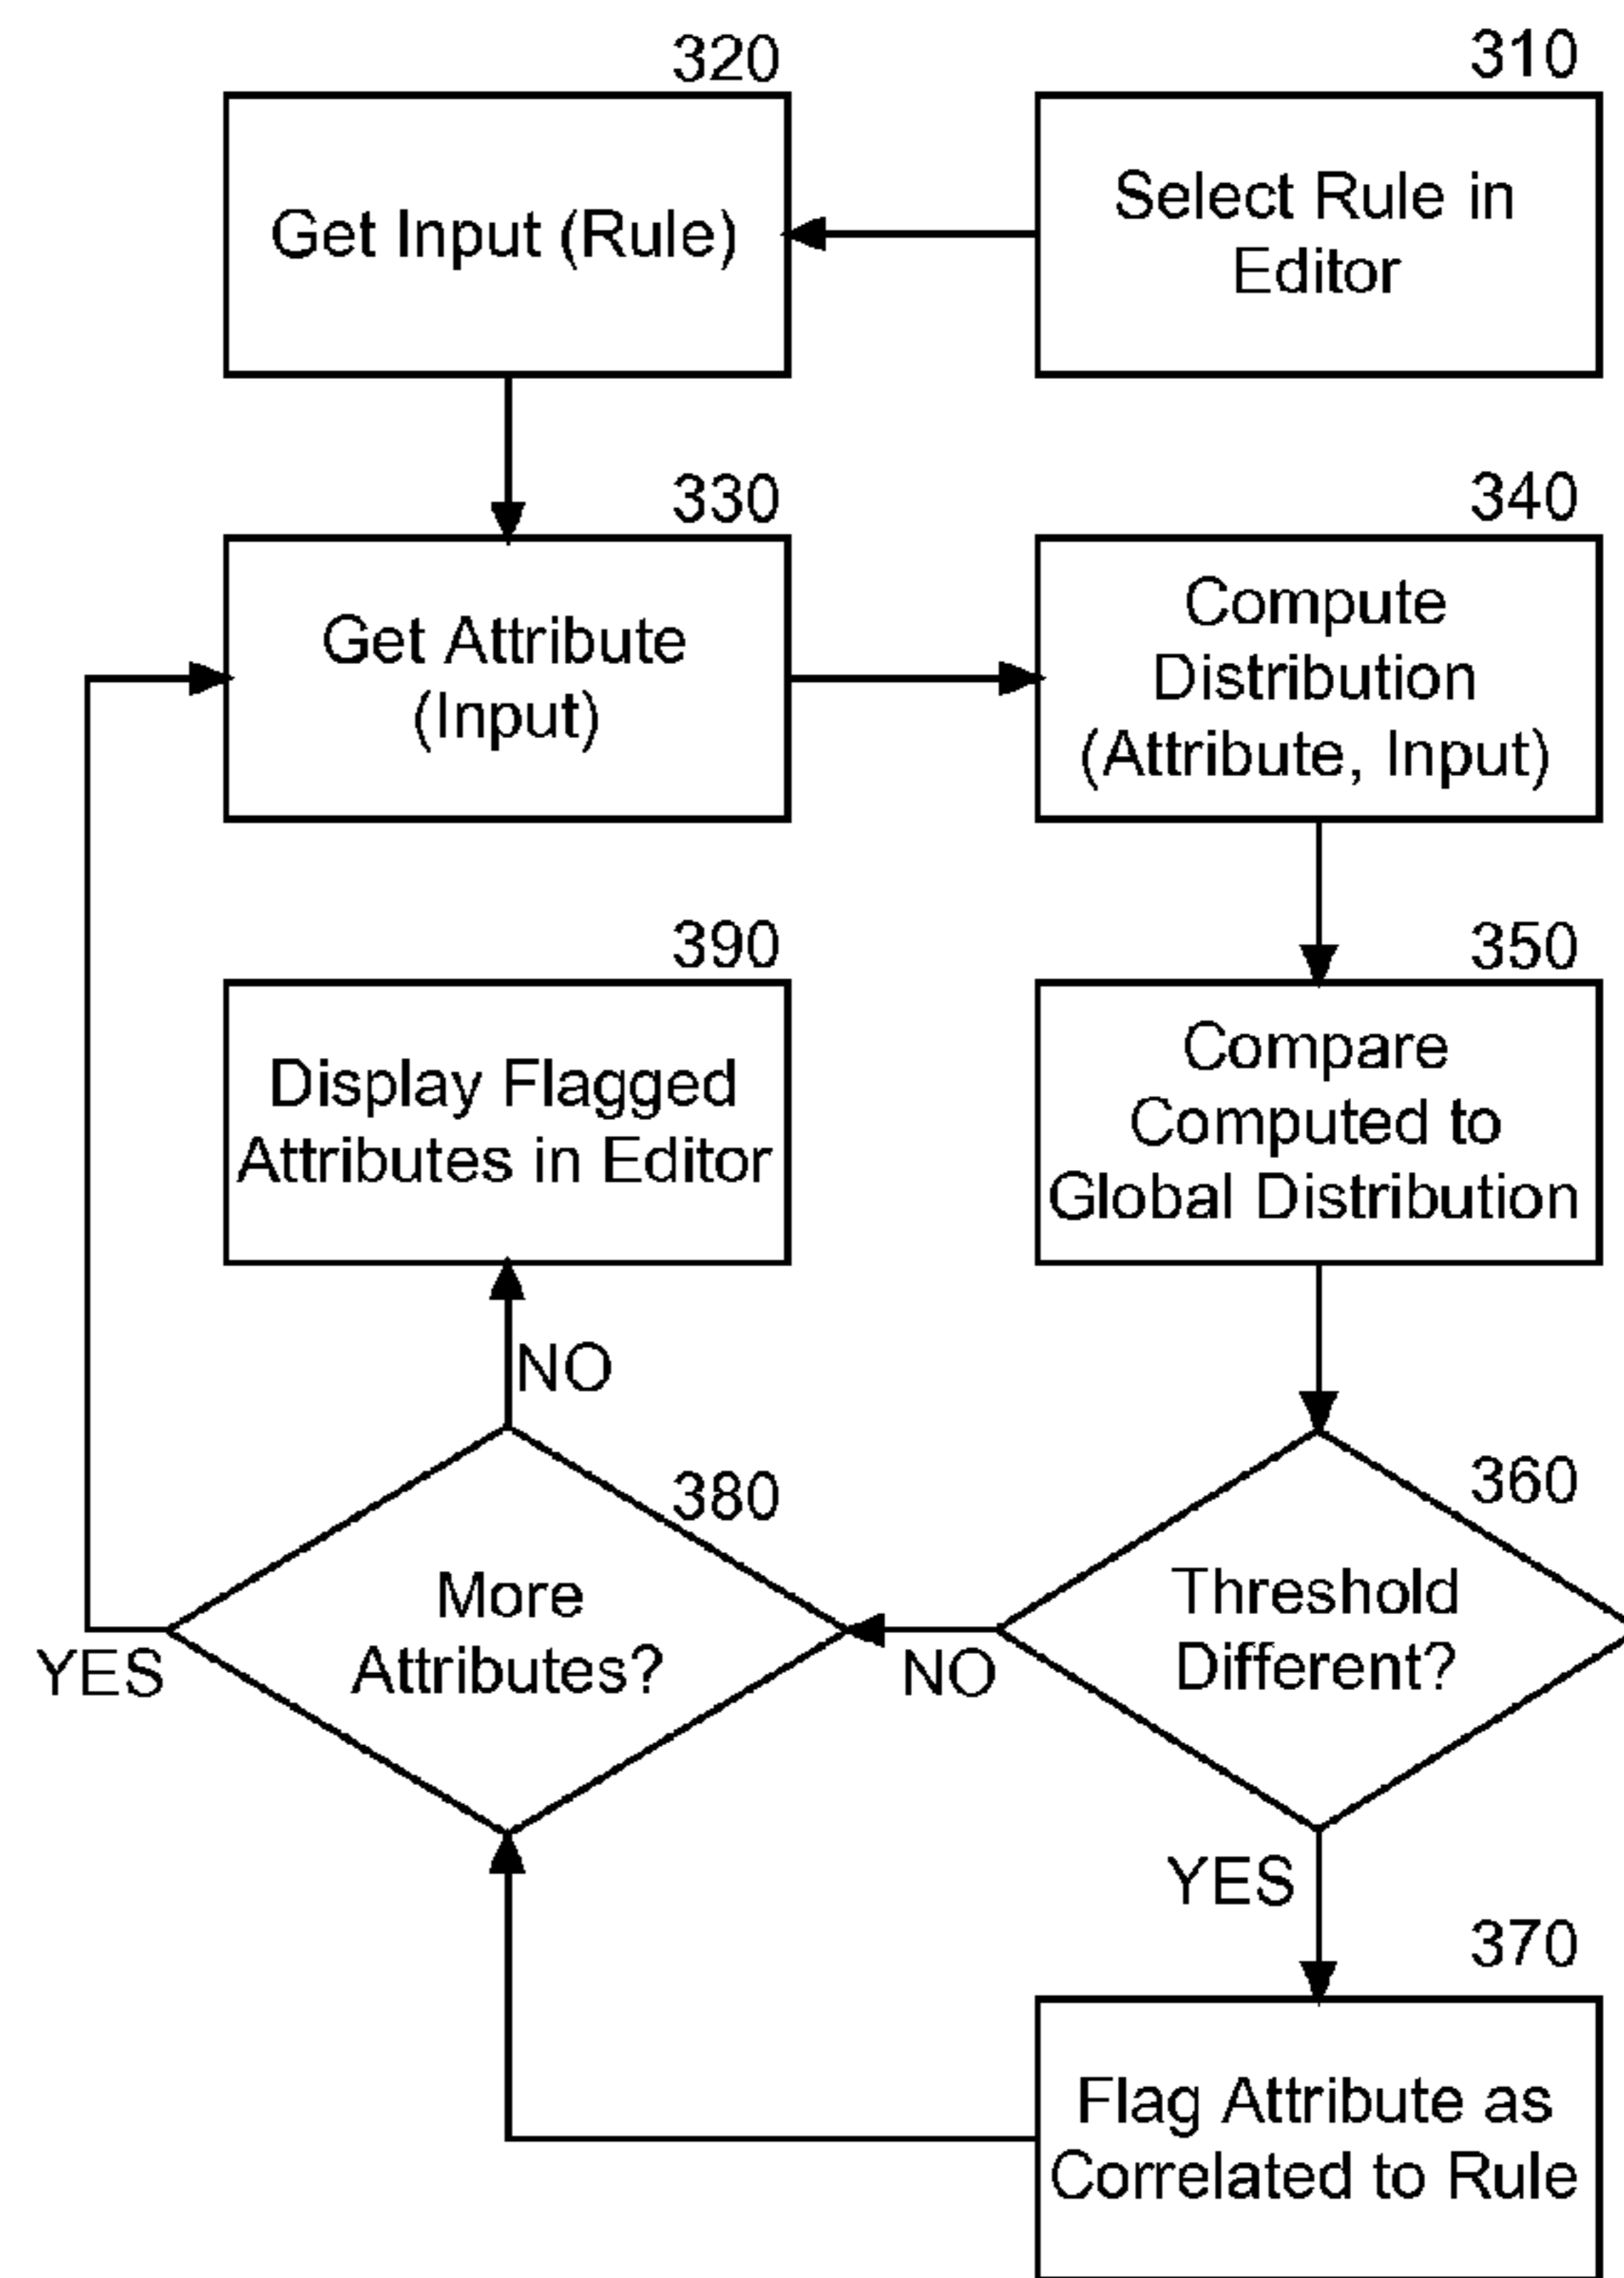 320
310
Get Input (Rule)
Select Rule in
Editor
330
340
Get Attribute
(Input)
Compute
Distribution
(Attribute, Input)
390
350
Display Flagged
Attributes in Editor
Compare
Computed to
Global Distribution
NO
380
360
More
Attributes?
Threshold
Different?
YES
NO
YES
370
Flag Attribute as
Correlated to Rule